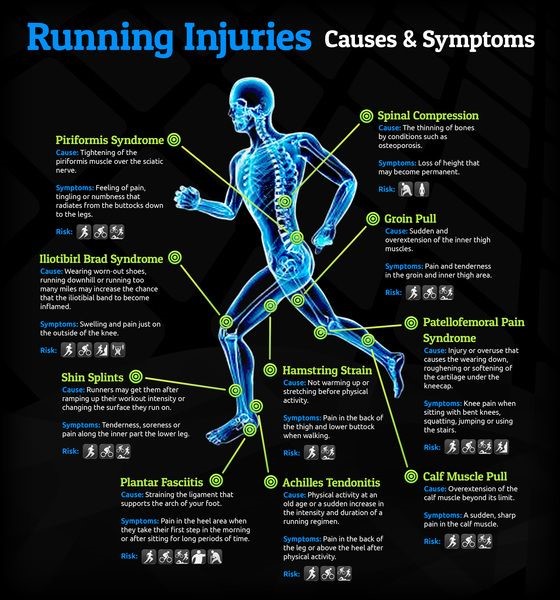 Running Injuries Causes & Symptoms
Piriformis Syndrome
Cause: Tightening of the
piriformis muscle over the sciatic
nerve.
Symptoms: Feeling of pain,
tingling or numbness that
radiates from the buttocks down
to the legs.
Risk:
Spinal Compression
Cause: The thinning of bones
by conditions such as
osteoporosis.
Symptoms: Loss of height that
may become permanent.
Risk:
Groin Pull
Cause: Sudden and
overextension of the inner thigh
muscles.
Symptoms: Pain and tenderness
in the groin and inner thigh area.
Risk:
Iliotibirl Brad Syndrome
Cause: Wearing worn-out shoes,
running downhill or running too
many miles may increase the chance
that the iliotibial band to become
inflamed.
Symptoms: Swelling and pain just on
the outside of the knee.
Risk:
Patellofemoral Pain
Syndrome
Cause: Injury or overuse that
causes the wearing down,
roughening or softening of
the cartilage under the
kneecap.
Symptoms: Knee pain when
sitting with bent knees,
squatting, jumping or using
the stairs.
Risk:
Shin Splints
Cause: Runners may get them after
ramping up their workout intensity or
changing the surface they run on.
Symptoms: Tenderness, soreness or
pain along the inner part the lower leg.
Risk:
Hamstring Strain
Cause: Not warming up or
stretching before physical
activity.
Symptoms: Pain in the back of
the thigh and lower buttock
when walking.
Risk:
Plantar Fasciitis
Cause: Straining the ligament that
supports the arch of your foot.
Symptoms: Pain in the heel area when
they take their first step in the morning
or after sitting for long periods of time.
Risk:
Achilles Tendonitis
Cause: Physical activity at an
old age or a sudden increase in
the intensity and duration of a
running regimen.
Symptoms: Pain in the back of
the leg or above the heel after
physical activity.
Risk:
Calf Muscle Pull
Cause: Overextension of the
calf muscle beyond its limit.
Symptoms: A sudden, sharp
pain in the calf muscle.
Risk: